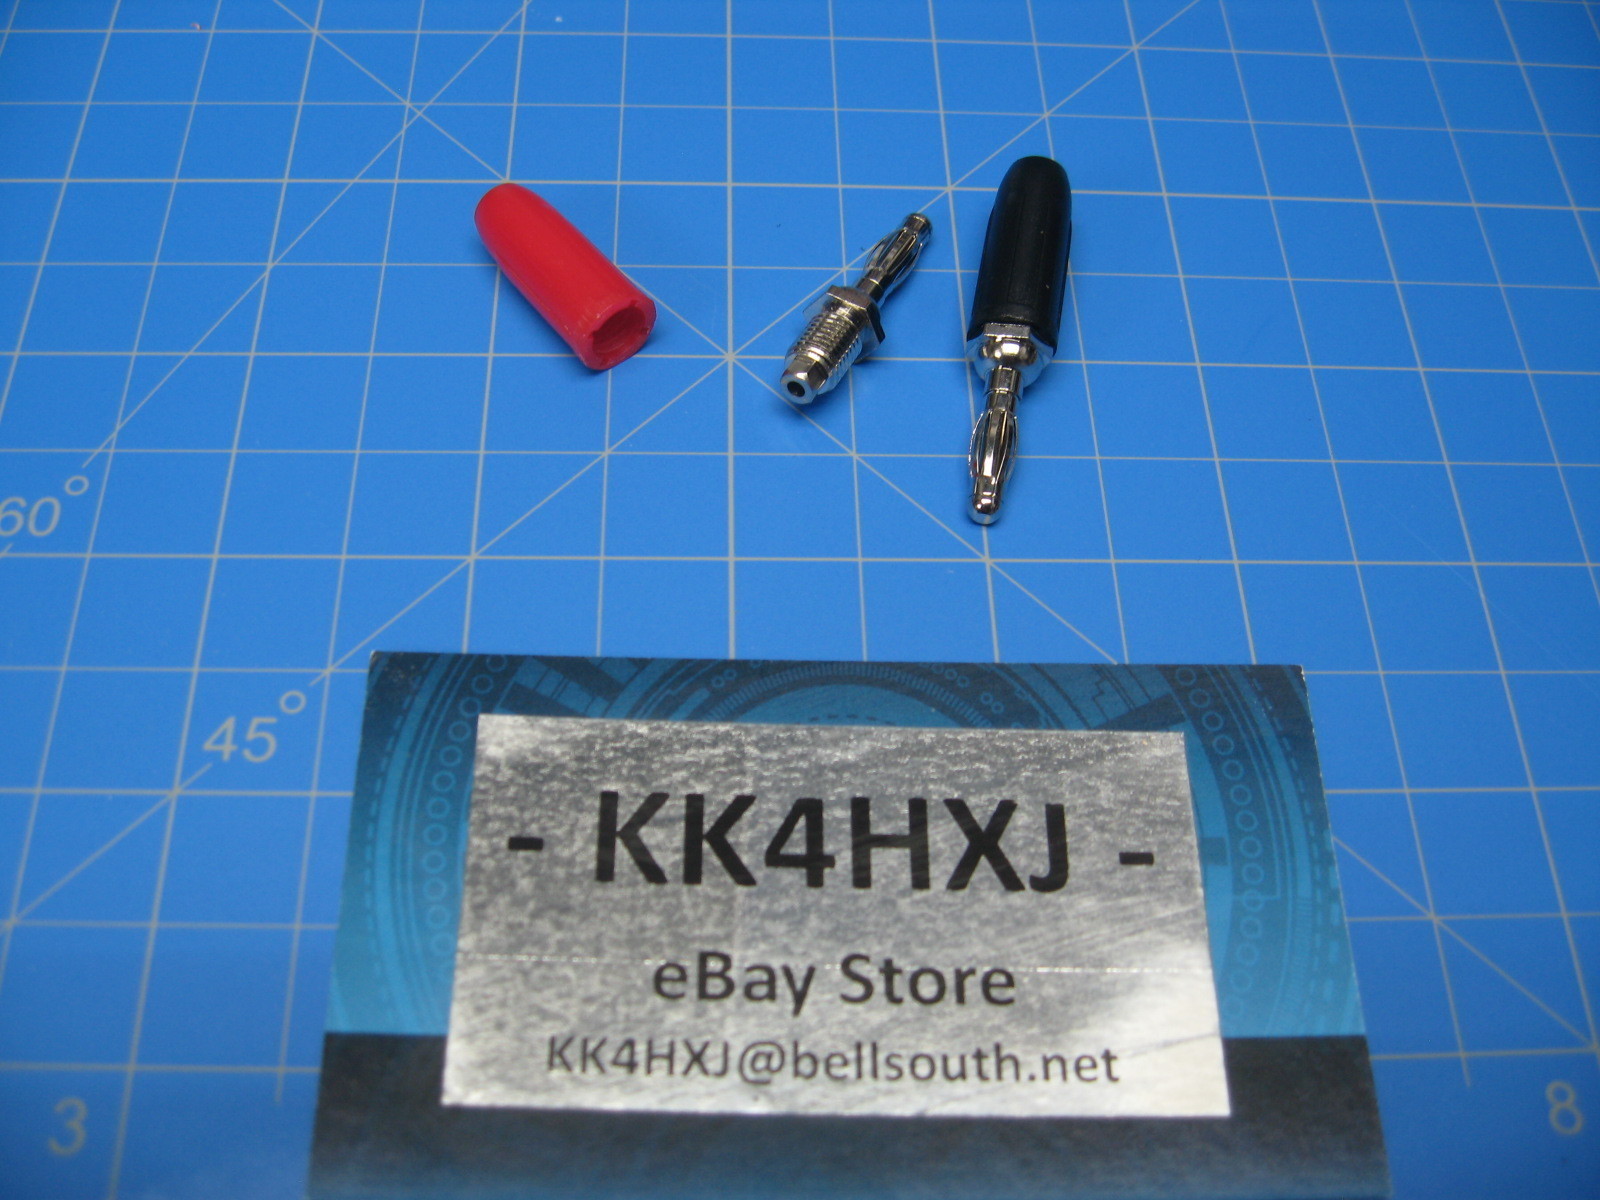 60°
45°
- KK4HXJ -
eBay Store
KK4HXJ@bellsouth.net
3
8